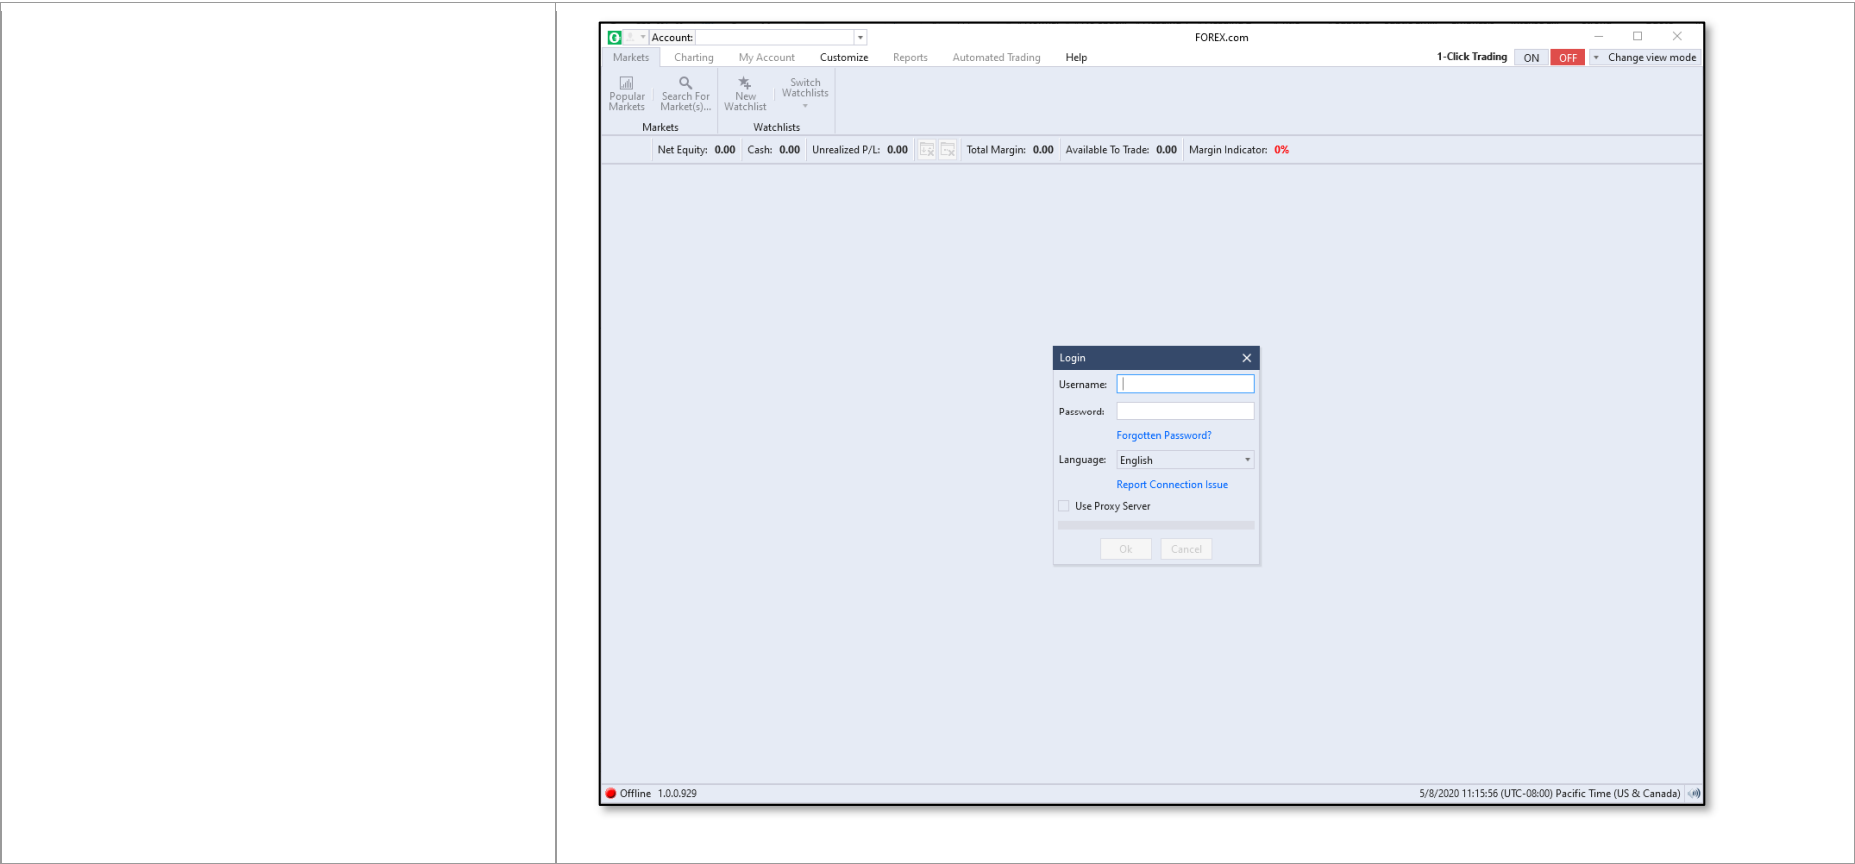 Account:
FOREX.com
Markets Charting My Account Customize Reports Automated Trading Help
1-Click Trading ON OFF Change view mode
Popular Markets
Search For Market(s)...
New Watchlist
Switch Watchlists
Markets
Watchlists
Net Equity: 0.00 Cash: 0.00 Unrealized P/L: 0.00 Total Margin: 0.00 Available To Trade: 0.00 Margin Indicator: 0%
Login
Username:
Password:
Forgotten Password?
Language: English
Report Connection Issue
Use Proxy Server
Ok Cancel
Offline 1.0.0.929
5/8/2020 11:15:56 (UTC-08:00) Pacific Time (US & Canada)